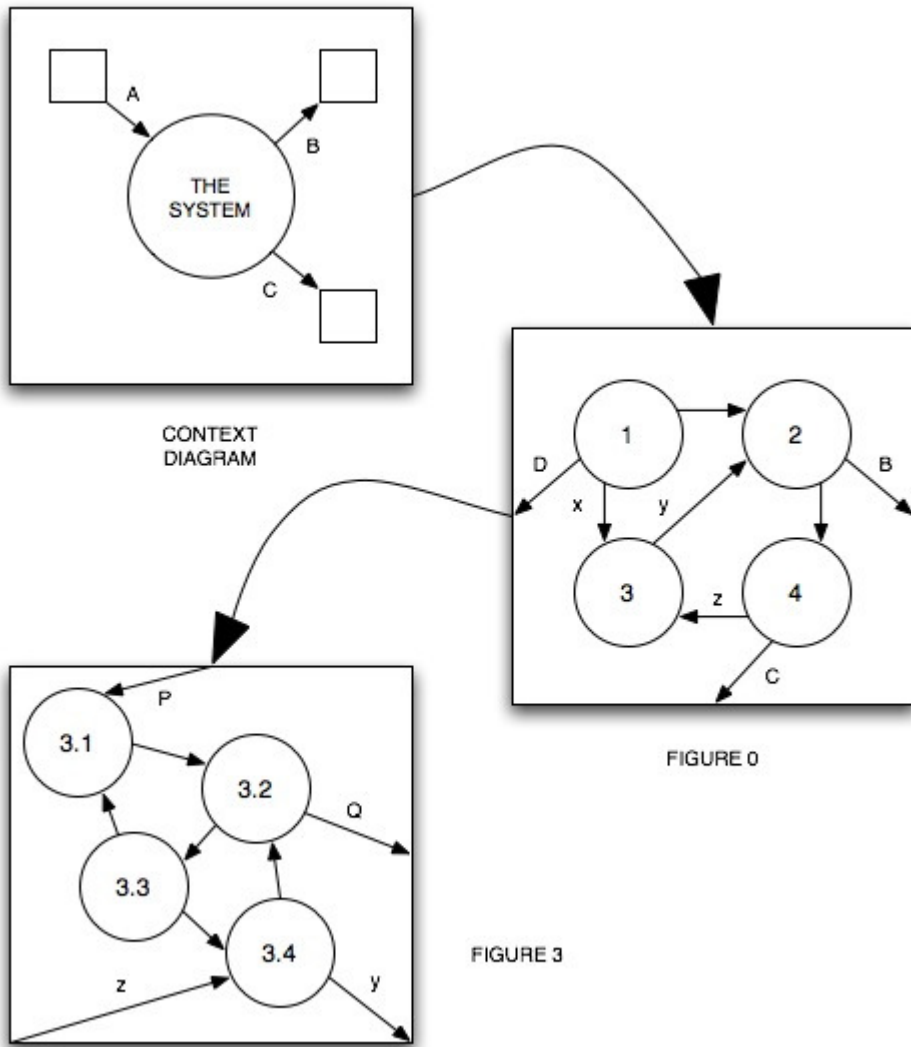 A
B
THE
SYSTEM
C
CONTEXT
DIAGRAM
1
2
D
B
x
y
3
z
4
C
FIGURE 0
P
3.1
3.2
Q
3.3
3.4
z
y
FIGURE 3